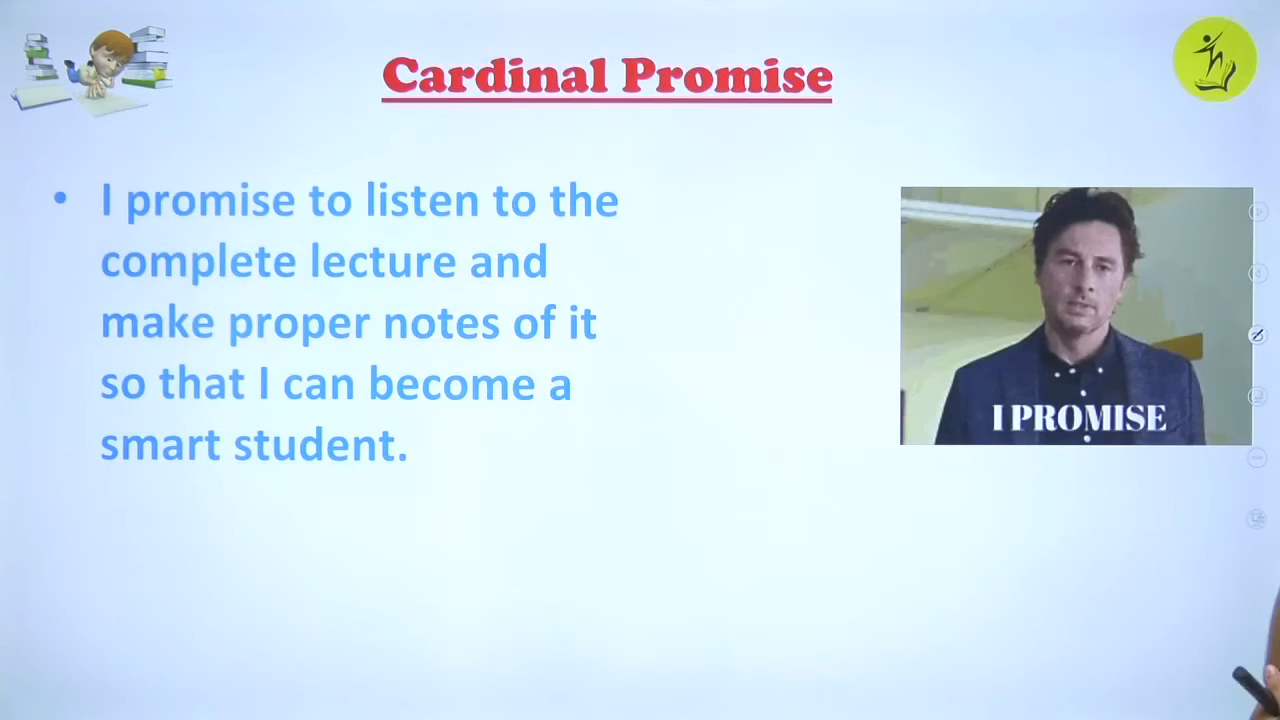 Cardinal Promise
• I promise to listen to the
complete lecture and
make proper notes of it
so that I can become a
smart student.
I PROMISE